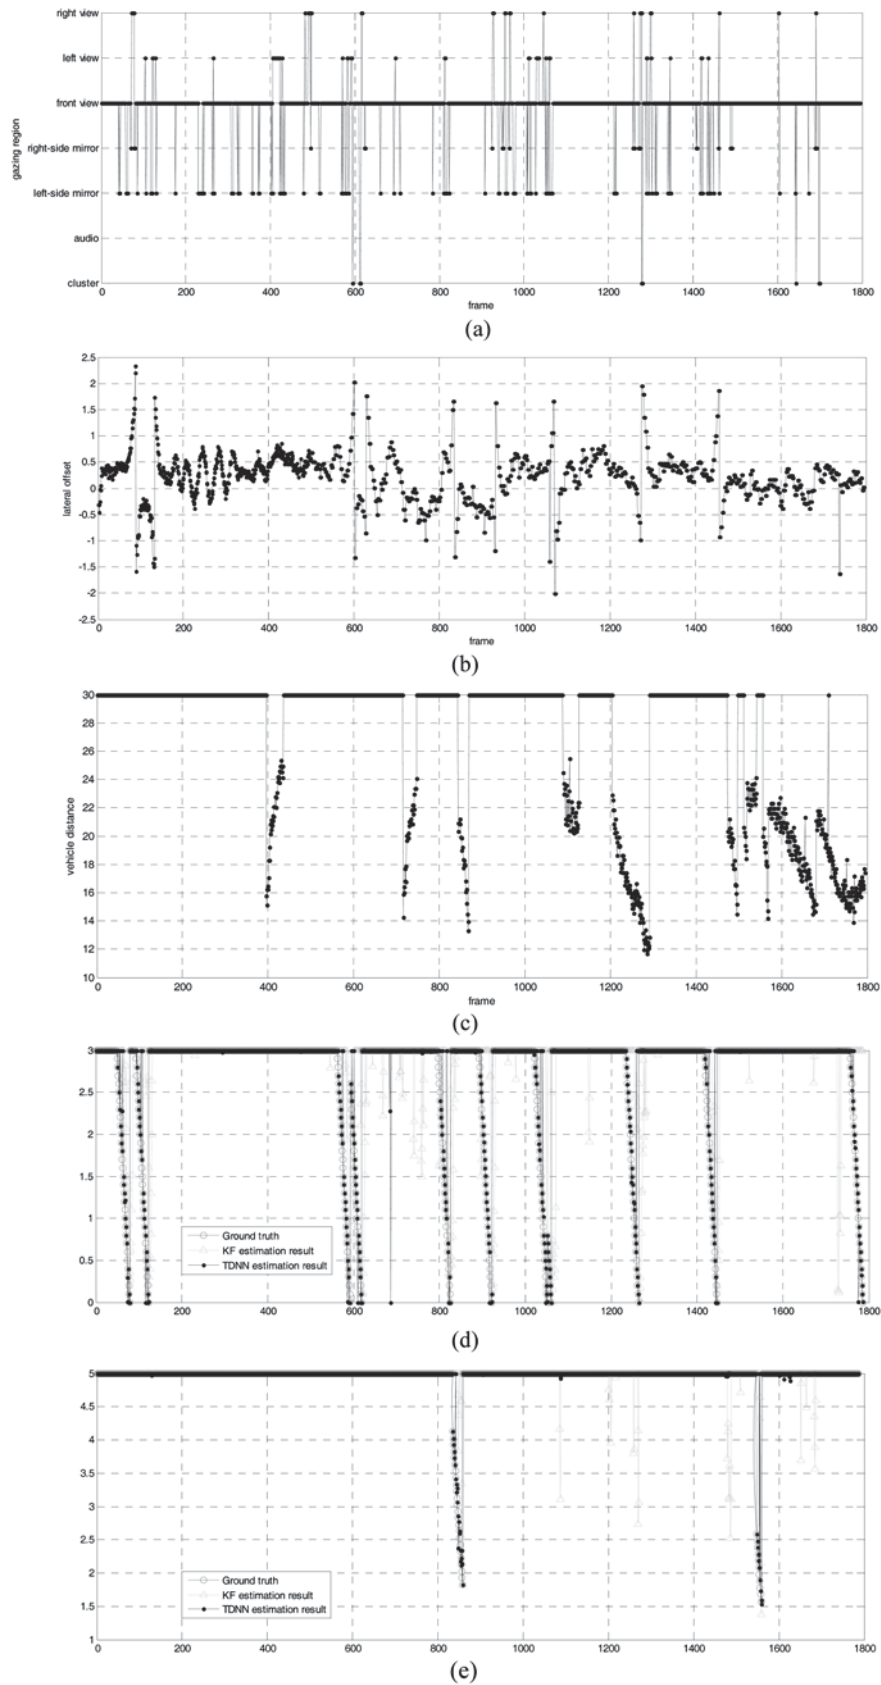 right view
left view
front view
right-side mirror
left-side mirror
audio
cluster
gazing region
0 200 400 600 800 1000 1200 1400 1600 1800
frame
(a)
2.5
2
1.5
1
0.5
0
-0.5
-1
-1.5
-2
-2.5
lateral offset
0 200 400 600 800 1000 1200 1400 1600 1800
frame
(b)
30
28
26
24
22
20
18
16
14
12
10
vehicle distance
0 200 400 600 800 1000 1200 1400 1600 1800
frame
(c)
3
2.5
2
1.5
1
0.5
0
Ground truth
KF estimation result
TDNN estimation result
0 200 400 600 800 1000 1200 1400 1600 1800
(d)
5
4.5
4
3.5
3
2.5
2
1.5
1
Ground truth
KF estimation result
TDNN estimation result
0 200 400 600 800 1000 1200 1400 1600 1800
(e)